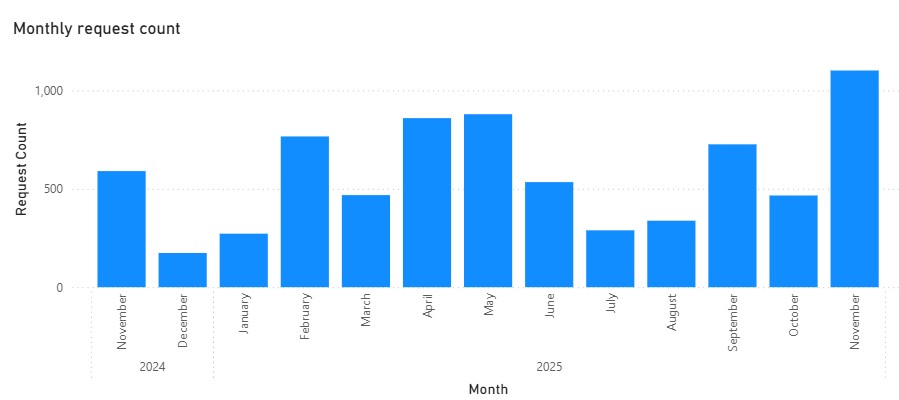 Monthly request count
Request Count
1,000
500
0
November
December
January
February
March
April
May
June
July
August
September
October
November
2024
2025
Month